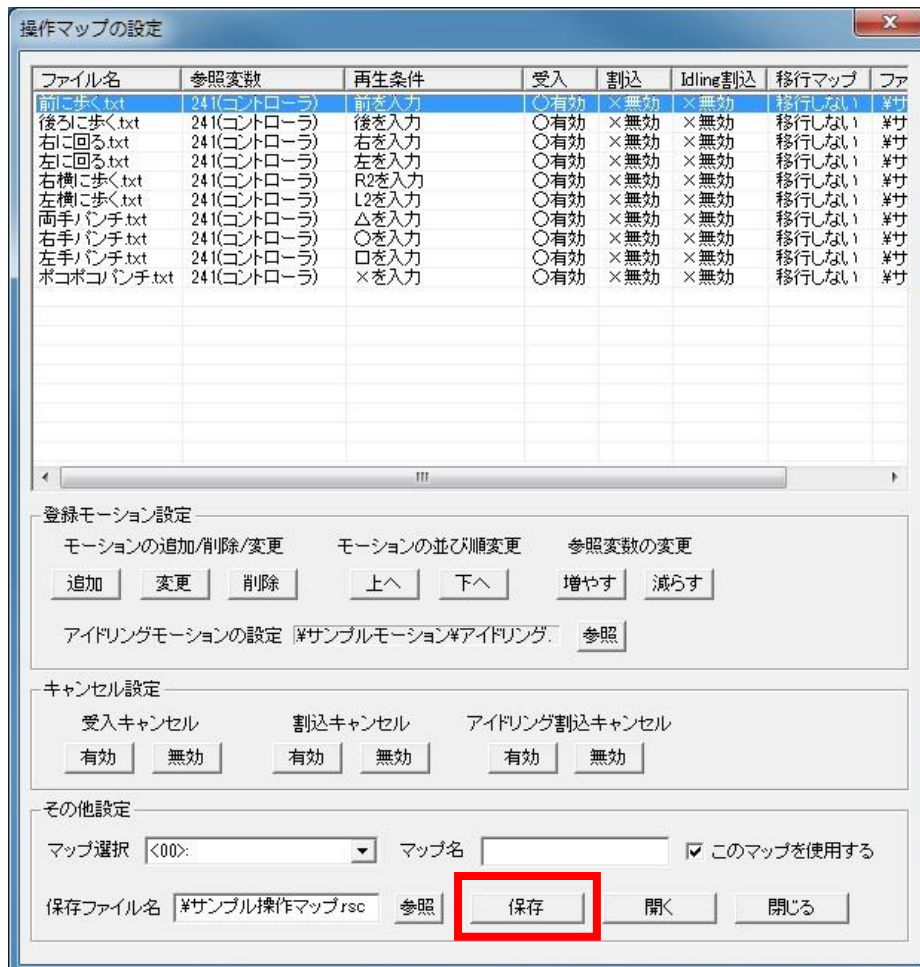 操作マップの設定
ファイル名 参照変数 再生条件 受入 割込 Idling割込 移行マップ ファ
前に歩く.txt 241(コントローラ) 前を入力 〇有効 ×無効 ×無効 移行しない ¥サ
後ろに歩く.txt 241(コントローラ) 後を入力 〇有効 ×無効 ×無効 移行しない ¥サ
右に回る.txt 241(コントローラ) 右を入力 〇有効 ×無効 ×無効 移行しない ¥サ
左に回る.txt 241(コントローラ) 左を入力 〇有効 ×無効 ×無効 移行しない ¥サ
右横に歩く.txt 241(コントローラ) R2を入力 〇有効 ×無効 ×無効 移行しない ¥サ
左横に歩く.txt 241(コントローラ) L2を入力 〇有効 ×無効 ×無効 移行しない ¥サ
両手パンチ.txt 241(コントローラ) △を入力 〇有効 ×無効 ×無効 移行しない ¥サ
右手パンチ.txt 241(コントローラ) 〇を入力 〇有効 ×無効 ×無効 移行しない ¥サ
左手パンチ.txt 241(コントローラ) 口を入力 〇有効 ×無効 ×無効 移行しない ¥サ
ポコポコパンチ.txt 241(コントローラ) ×を入力 〇有効 ×無効 ×無効 移行しない ¥サ
登録モーション設定
モーションの追加/削除/変更 モーションの並び順変更 参照変数の変更
追加 変更 削除 上へ 下へ 増やす 減らす
アイドリングモーションの設定 ¥サンプルモーション¥アイドリング. 参照
キャンセル設定
受入キャンセル 割込キャンセル アイドリング割込キャンセル
有効 無効 有効 無効 有効 無効
その他設定
マップ選択 <00>: マップ名 このマップを使用する
保存ファイル名 ¥サンプル操作マップ.rsc 参照 保存 開く 閉じる